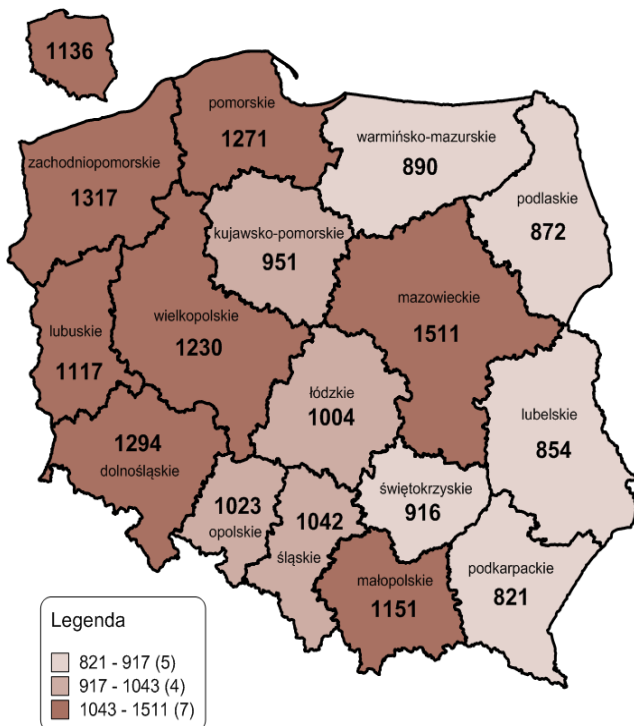 1136
pomorskie
1271
warmińsko-mazurskie
890
zachodniopomorskie
1317
podlaskie
872
kujawsko-pomorskie
951
mazowieckie
1511
wielkopolskie
1230
lubuskie
1117
łódzkie
1004
lubelskie
854
1294
dolnośląskie
1023
opolskie
1042
śląskie
świętokrzyskie
916
małopolskie
1151
podkarpackie
821
Legenda
821 - 917 (5)
917 - 1043 (4)
1043 - 1511 (7)